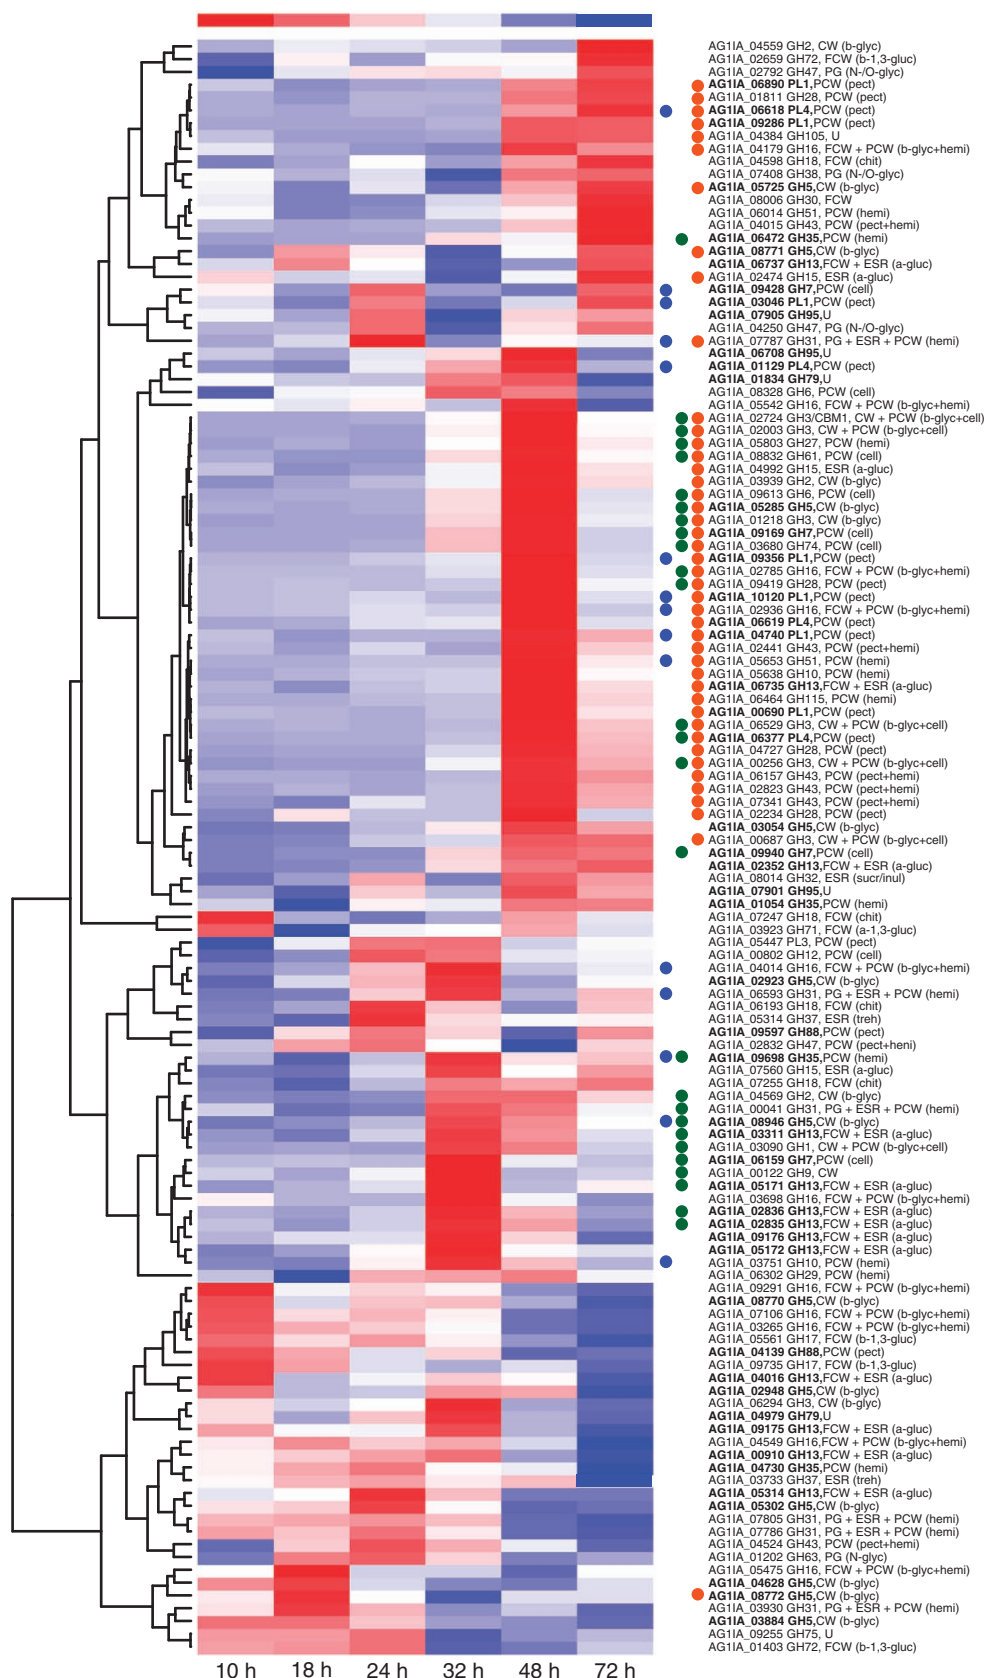 AG1IA_04559 GH2, CW (b-glyc)
AG1IA_02659 GH72, FCW (b-1,3-gluc)
AG1IA_02792 GH47, PG (N-/O-glyc)
AG1IA_06890 PL1,PCW (pect)
AG1IA_01811 GH28, PCW (pect)
AG1IA_06618 PL4,PCW (pect)
AG1IA_09286 PL1,PCW (pect)
AG1IA_04384 GH105, U
AG1IA_04179 GH16, FCW + PCW (b-glyc+hemi)
AG1IA_04598 GH18, FCW (chit)
AG1IA_07408 GH38, PG (N-/O-glyc)
AG1IA_05725 GH5,CW (b-glyc)
AG1IA_08006 GH30, FCW
AG1IA_06014 GH51, PCW (hemi)
AG1IA_04015 GH43, PCW (pect+hemi)
AG1IA_06472 GH35,PCW (hemi)
AG1IA_08771 GH5,CW (b-glyc)
AG1IA_06737 GH13,FCW + ESR (a-gluc)
AG1IA_02474 GH15, ESR (a-gluc)
AG1IA_09428 GH7,PCW (cell)
AG1IA_03046 PL1,PCW (pect)
AG1IA_07905 GH95,U
AG1IA_04250 GH47, PG (N-/O-glyc)
AG1IA_07787 GH31, PG + ESR + PCW (hemi)
AG1IA_06708 GH95,U
AG1IA_01129 PL4,PCW (pect)
AG1IA_01834 GH79,U
AG1IA_08328 GH6, PCW (cell)
AG1IA_05542 GH16, FCW + PCW (b-glyc+hemi)
AG1IA_02724 GH3/CBM1, CW + PCW (b-glyc+cell)
AG1IA_02003 GH3, CW + PCW (b-glyc+cell)
AG1IA_05803 GH27, PCW (hemi)
AG1IA_08832 GH61, PCW (cell)
AG1IA_04992 GH15, ESR (a-gluc)
AG1IA_03939 GH2, CW (b-glyc)
AG1IA_09613 GH6, PCW (cell)
AG1IA_05285 GH5,CW (b-glyc)
AG1IA_01218 GH3, CW (b-glyc)
AG1IA_09169 GH7,PCW (cell)
AG1IA_03680 GH74, PCW (cell)
AG1IA_09356 PL1,PCW (pect)
AG1IA_02785 GH16, FCW + PCW (b-glyc+hemi)
AG1IA_09419 GH28, PCW (pect)
AG1IA_10120 PL1,PCW (pect)
AG1IA_02936 GH16, FCW + PCW (b-glyc+hemi)
AG1IA_06619 PL4,PCW (pect)
AG1IA_04740 PL1,PCW (pect)
AG1IA_02441 GH43, PCW (pect+hemi)
AG1IA_05653 GH51, PCW (hemi)
AG1IA_05638 GH10, PCW (hemi)
AG1IA_06735 GH13,FCW + ESR (a-gluc)
AG1IA_06464 GH115, PCW (hemi)
AG1IA_00690 PL1,PCW (pect)
AG1IA_06529 GH3, CW + PCW (b-glyc+cell)
AG1IA_06377 PL4,PCW (pect)
AG1IA_04727 GH28, PCW (pect)
AG1IA_00256 GH3, CW + PCW (b-glyc+cell)
AG1IA_06157 GH43, PCW (pect+hemi)
AG1IA_02823 GH43, PCW (pect+hemi)
AG1IA_07341 GH43, PCW (pect+hemi)
AG1IA_02234 GH28, PCW (pect)
AG1IA_03054 GH5,CW (b-glyc)
AG1IA_00687 GH3, CW + PCW (b-glyc+cell)
AG1IA_09940 GH7,PCW (cell)
AG1IA_02352 GH13,FCW + ESR (a-gluc)
AG1IA_08014 GH32, ESR (sucr/inul)
AG1IA_07901 GH95,U
AG1IA_01054 GH35,PCW (hemi)
AG1IA_07247 GH18, FCW (chit)
AG1IA_03923 GH71, FCW (a-1,3-gluc)
AG1IA_05447 PL3, PCW (pect)
AG1IA_00802 GH12, PCW (cell)
AG1IA_04014 GH16, FCW + PCW (b-glyc+hemi)
AG1IA_02923 GH5,CW (b-glyc)
AG1IA_06593 GH31, PG + ESR + PCW (hemi)
AG1IA_06193 GH18, FCW (chit)
AG1IA_05314 GH37, ESR (treh)
AG1IA_09597 GH88,PCW (pect)
AG1IA_02832 GH47, PCW (pect+heni)
AG1IA_09698 GH35,PCW (hemi)
AG1IA_07560 GH15, ESR (a-gluc)
AG1IA_07255 GH18, FCW (chit)
AG1IA_04569 GH2, CW (b-glyc)
AG1IA_00041 GH31, PG + ESR + PCW (hemi)
AG1IA_08946 GH5,CW (b-glyc)
AG1IA_03311 GH13,FCW + ESR (a-gluc)
AG1IA_03090 GH1, CW + PCW (b-glyc+cell)
AG1IA_06159 GH7,PCW (cell)
AG1IA_00122 GH9, CW
AG1IA_05171 GH13,FCW + ESR (a-gluc)
AG1IA_03698 GH16, FCW + PCW (b-glyc+hemi)
AG1IA_02836 GH13,FCW + ESR (a-gluc)
AG1IA_02835 GH13,FCW + ESR (a-gluc)
AG1IA_09176 GH13,FCW + ESR (a-gluc)
AG1IA_05172 GH13,FCW + ESR (a-gluc)
AG1IA_03751 GH10, PCW (hemi)
AG1IA_06302 GH29, PCW (hemi)
AG1IA_09291 GH16, FCW + PCW (b-glyc+hemi)
AG1IA_08770 GH5,CW (b-glyc)
AG1IA_07106 GH16, FCW + PCW (b-glyc+hemi)
AG1IA_03265 GH16, FCW + PCW (b-glyc+hemi)
AG1IA_05561 GH17, FCW (b-1,3-gluc)
AG1IA_04139 GH88,PCW (pect)
AG1IA_09735 GH17, FCW (b-1,3-gluc)
AG1IA_04016 GH13,FCW + ESR (a-gluc)
AG1IA_02948 GH5,CW (b-glyc)
AG1IA_06294 GH3, CW (b-glyc)
AG1IA_04979 GH79,U
AG1IA_09175 GH13,FCW + ESR (a-gluc)
AG1IA_04549 GH16,FCW + PCW (b-glyc+hemi)
AG1IA_00910 GH13,FCW + ESR (a-gluc)
AG1IA_04730 GH35,PCW (hemi)
AG1IA_03733 GH37, ESR (treh)
AG1IA_05314 GH13,FCW + ESR (a-gluc)
AG1IA_05302 GH5,CW (b-glyc)
AG1IA_07805 GH31, PG + ESR + PCW (hemi)
AG1IA_07786 GH31, PG + ESR + PCW (hemi)
AG1IA_04524 GH43, PCW (pect+hemi)
AG1IA_01202 GH63, PG (N-glyc)
AG1IA_05475 GH16, FCW + PCW (b-glyc+hemi)
AG1IA_04628 GH5,CW (b-glyc)
AG1IA_08772 GH5,CW (b-glyc)
AG1IA_03930 GH31, PG + ESR + PCW (hemi)
AG1IA_03884 GH5,CW (b-glyc)
AG1IA_09255 GH75, U
AG1IA_01403 GH72, FCW (b-1,3-gluc)
10 h 18 h 24 h 32 h 48 h 72 h